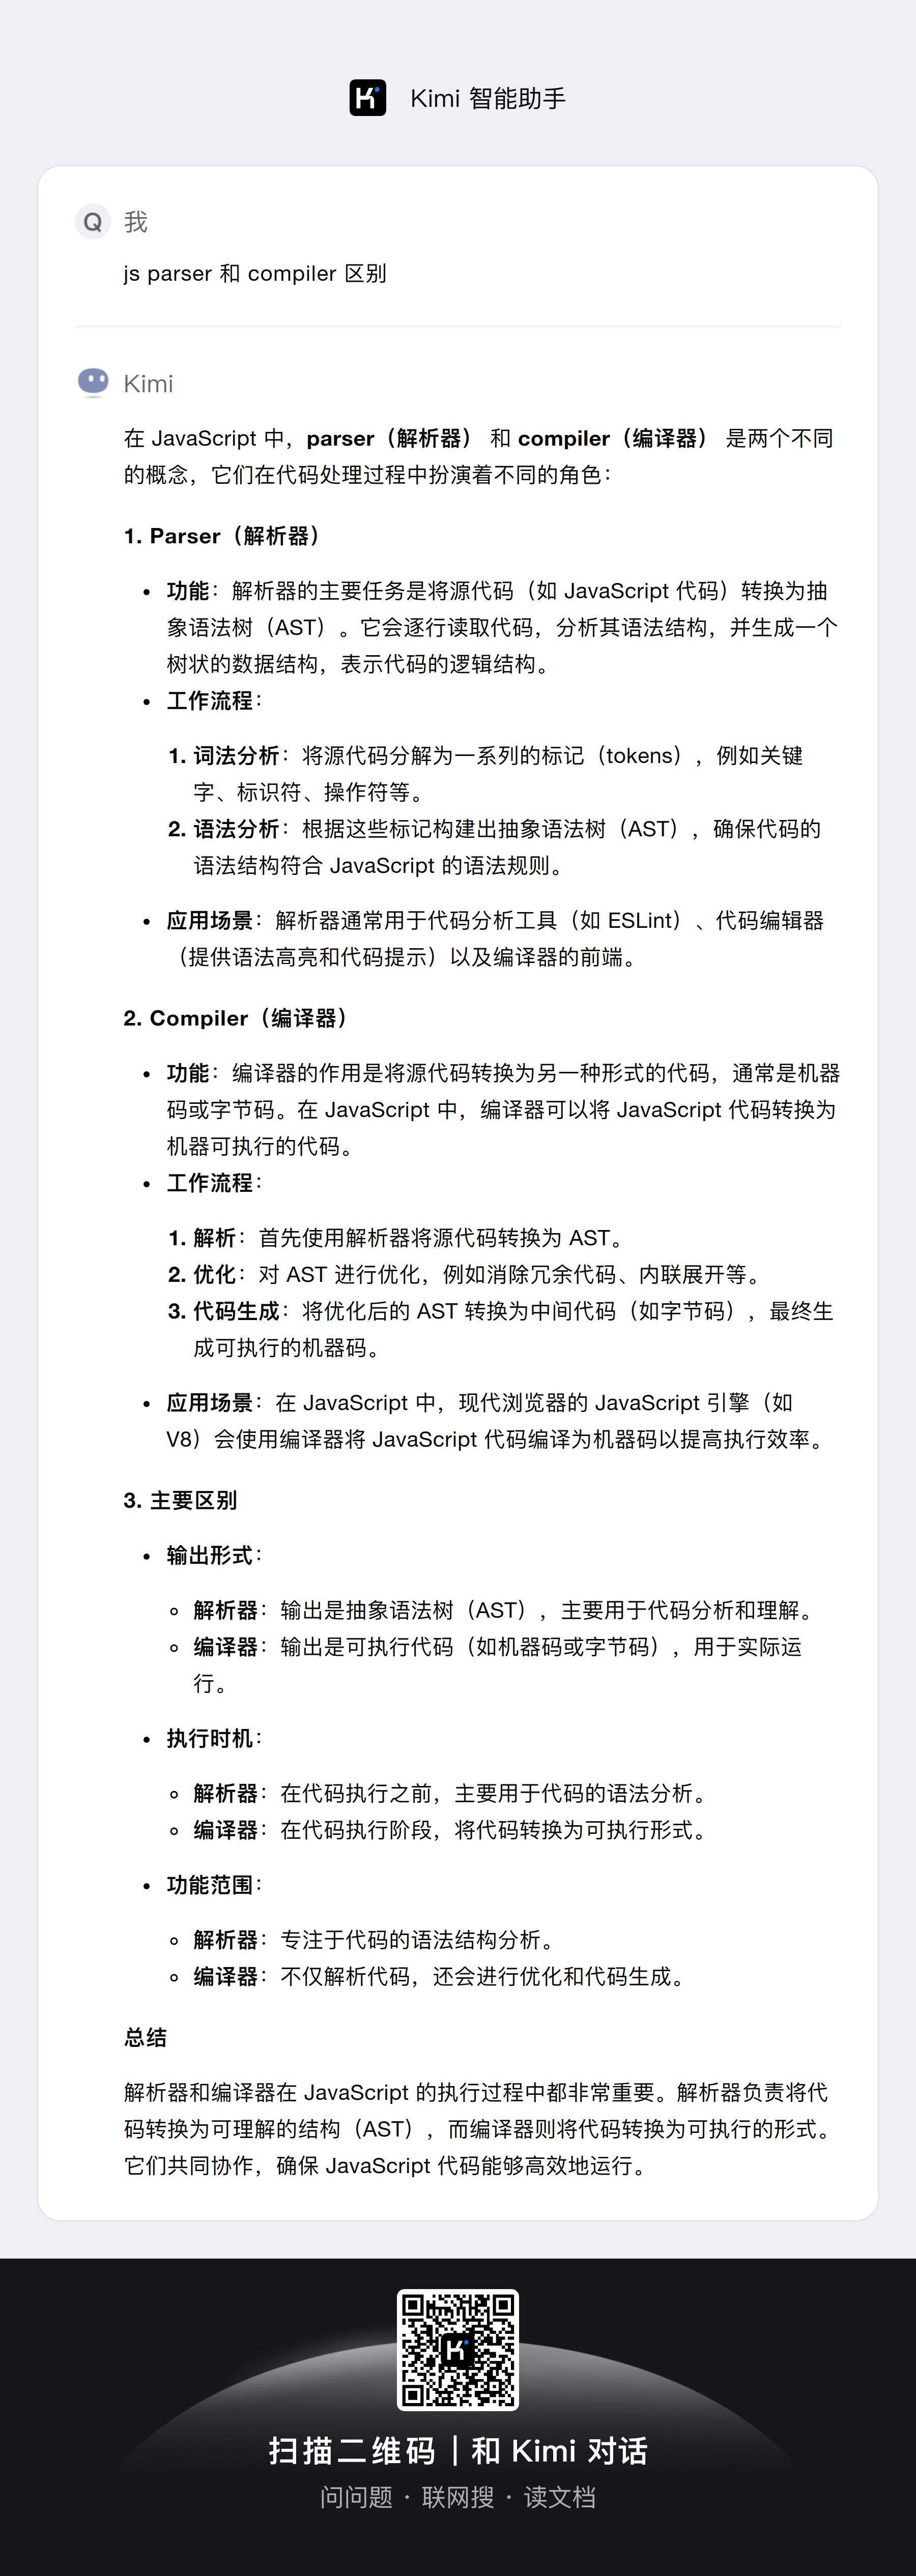 Kimi 智能助手
Q 我
js parser 和 compiler 区别
Kimi
在 JavaScript 中，parser（解析器） 和 compiler（编译器） 是两个不同
的概念，它们在代码处理过程中扮演着不同的角色：
1. Parser（解析器）
• 功能：解析器的主要任务是将源代码（如 JavaScript 代码）转换为抽
象语法树（AST）。它会逐行读取代码，分析其语法结构，并生成一个
树状的数据结构，表示代码的逻辑结构。
• 工作流程：
1. 词法分析：将源代码分解为一系列的标记（tokens），例如关键
字、标识符、操作符等。
2. 语法分析：根据这些标记构建出抽象语法树（AST），确保代码的
语法结构符合 JavaScript 的语法规则。
• 应用场景：解析器通常用于代码分析工具（如 ESLint）、代码编辑器
（提供语法高亮和代码提示）以及编译器的前端。
2. Compiler（编译器）
• 功能：编译器的作用是将源代码转换为另一种形式的代码，通常是机器
码或字节码。在 JavaScript 中，编译器可以将 JavaScript 代码转换为
机器可执行的代码。
• 工作流程：
1. 解析：首先使用解析器将源代码转换为 AST。
2. 优化：对 AST 进行优化，例如消除冗余代码、内联展开等。
3. 代码生成：将优化后的 AST 转换为中间代码（如字节码），最终生
成可执行的机器码。
• 应用场景：在 JavaScript 中，现代浏览器的 JavaScript 引擎（如
V8）会使用编译器将 JavaScript 代码编译为机器码以提高执行效率。
3. 主要区别
• 输出形式：
◦ 解析器：输出是抽象语法树（AST），主要用于代码分析和理解。
◦ 编译器：输出是可执行代码（如机器码或字节码），用于实际运
行。
• 执行时机：
◦ 解析器：在代码执行之前，主要用于代码的语法分析。
◦ 编译器：在代码执行阶段，将代码转换为可执行形式。
• 功能范围：
◦ 解析器：专注于代码的语法结构分析。
◦ 编译器：不仅解析代码，还会进行优化和代码生成。
总结
解析器和编译器在 JavaScript 的执行过程中都非常重要。解析器负责将代
码转换为可理解的结构（AST），而编译器则将代码转换为可执行的形式。
它们共同协作，确保 JavaScript 代码能够高效地运行。
扫描二维码｜和 Kimi 对话
问问题 · 联网搜 · 读文档